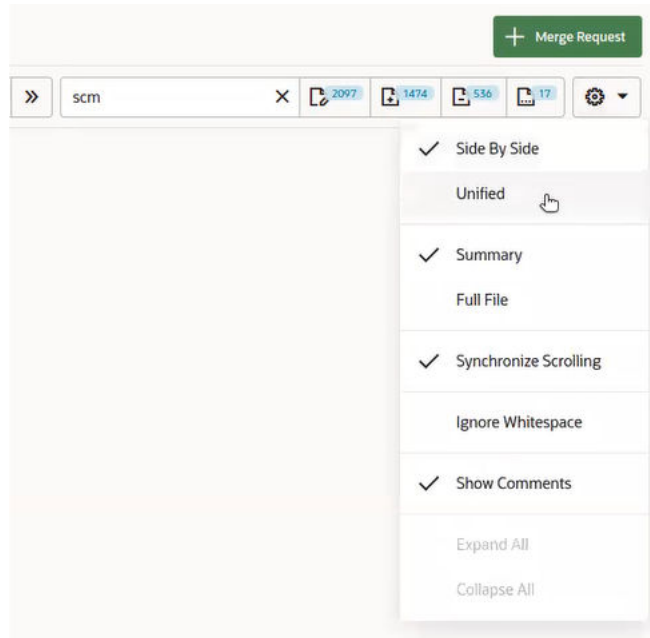 Merge Request
scm
2097
1474
536
17
Side By Side
Unified
Summary
Full File
Synchronize Scrolling
Ignore Whitespace
Show Comments
Expand All
Collapse All